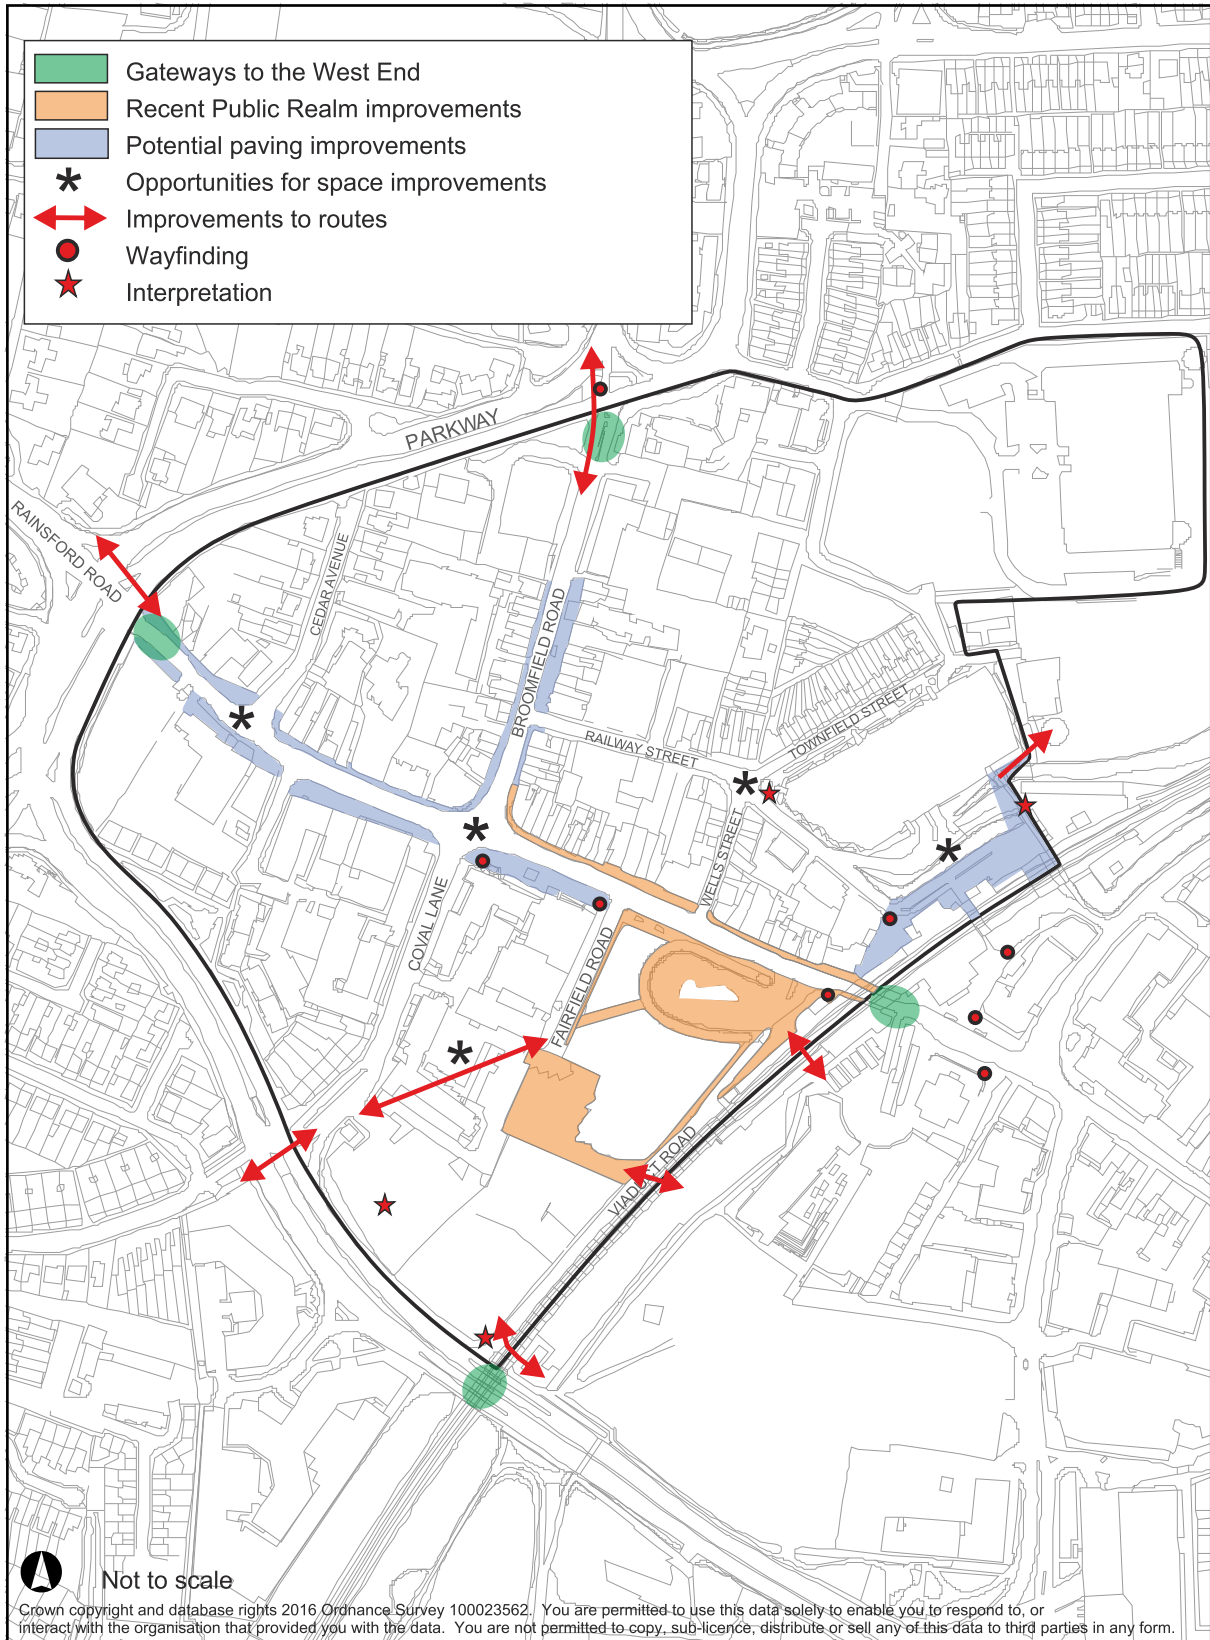 Gateways to the West End
Recent Public Realm improvements
Potential paving improvements
Opportunities for space improvements
Improvements to routes
Wayfinding
Interpretation
PARKWAY
RAINSFORD ROAD
CEDAR AVENUE
BROOMFIELD ROAD
RAILWAY STREET
TOWNFIELD STREET
WELLS STREET
COVAL LANE
FAIRFIELD ROAD
VIADUCT ROAD
Not to scale
Crown copyright and database rights 2016 Ordnance Survey 100023562. You are permitted to use this data solely to enable you to respond to, or
interact with the organisation that provided you with the data. You are not permitted to copy, sub-licence, distribute or sell any of this data to third parties in any form.